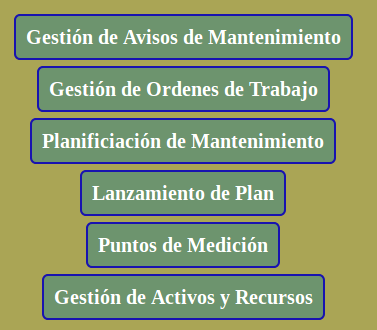 Gestión de Avisos de Mantenimiento
Gestión de Ordenes de Trabajo
Planificiación de Mantenimiento
Lanzamiento de Plan
Puntos de Medición
Gestión de Activos y Recursos